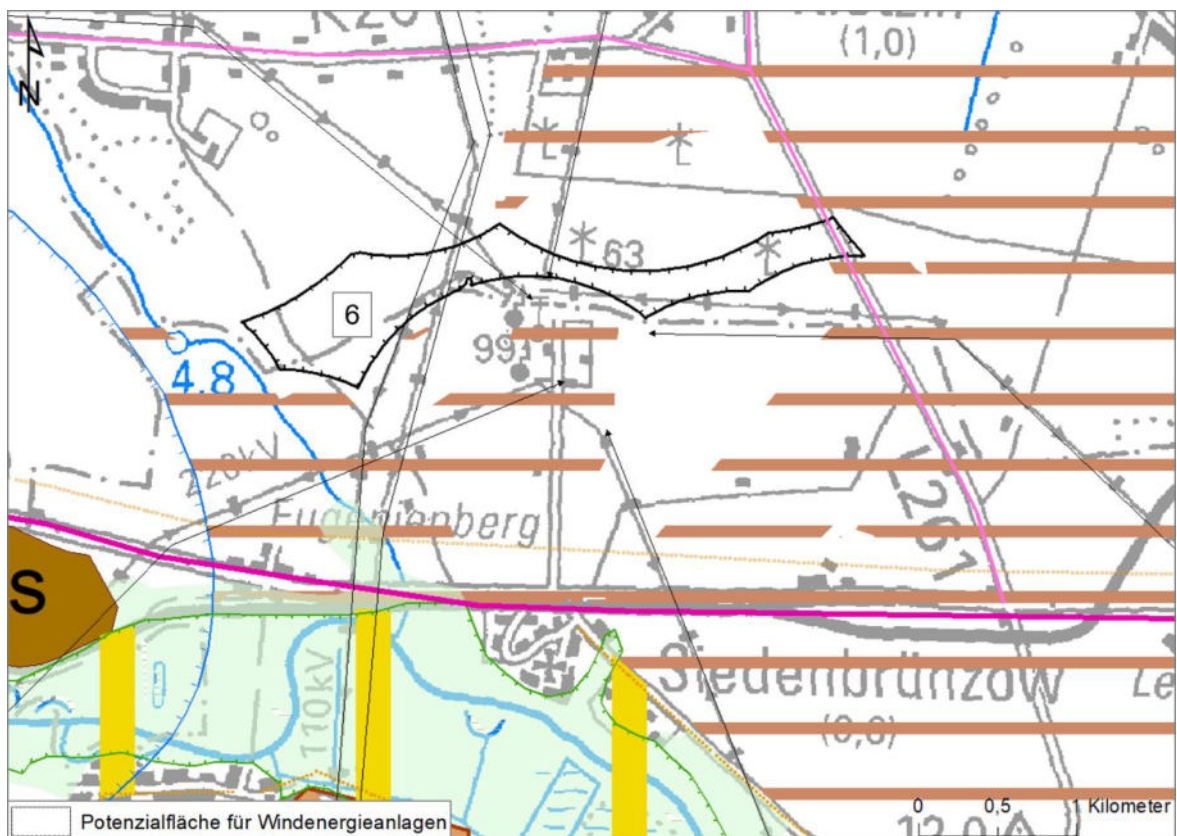 (1,0)
N
63
6
99
4.8
220kV
Eugenienberg
L 261
S
Siedenbrünzow
(0,6)
110kV
0 0,5 1 Kilometer
Potenzialfläche für Windenergieanlagen